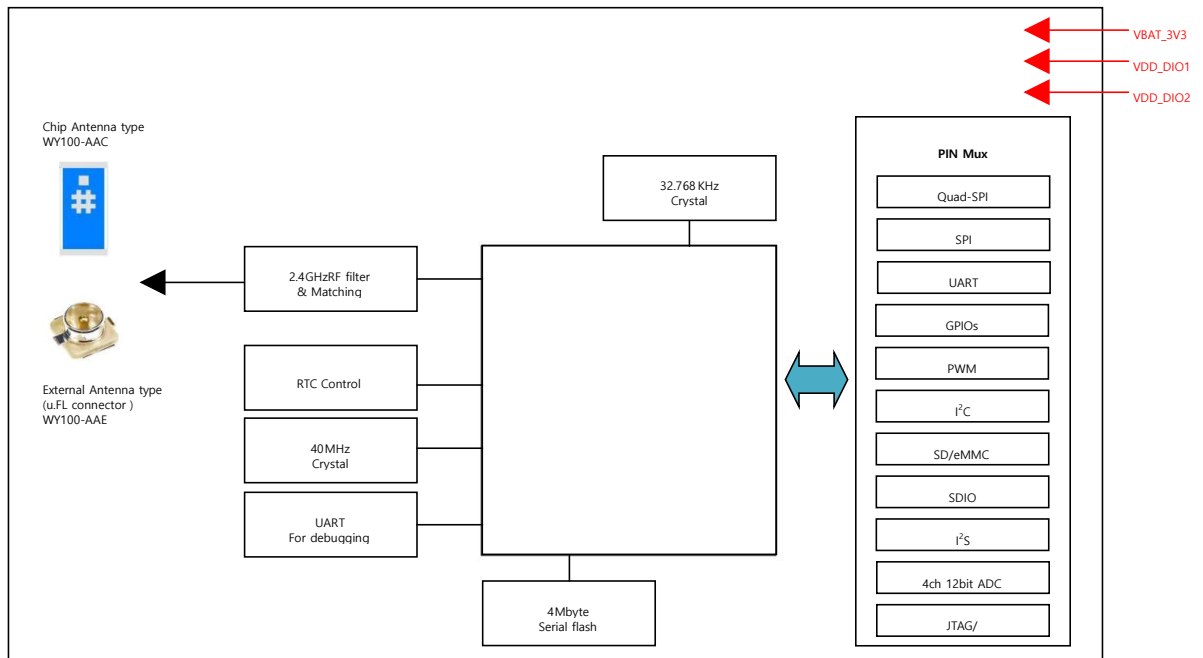 VBAT_3V3
VDD_DIO1
VDD_DIO2
Chip Antenna type
WY100-AAC
External Antenna type
(u.FL connector )
WY100-AAE
2.4GHzRF filter
& Matching
RTC Control
40MHz
Crystal
UART
For debugging
32.768 KHz
Crystal
4Mbyte
Serial flash
PIN Mux
Quad-SPI
SPI
UART
GPIOs
PWM
I²C
SD/eMMC
SDIO
I²S
4ch 12bit ADC
JTAG/